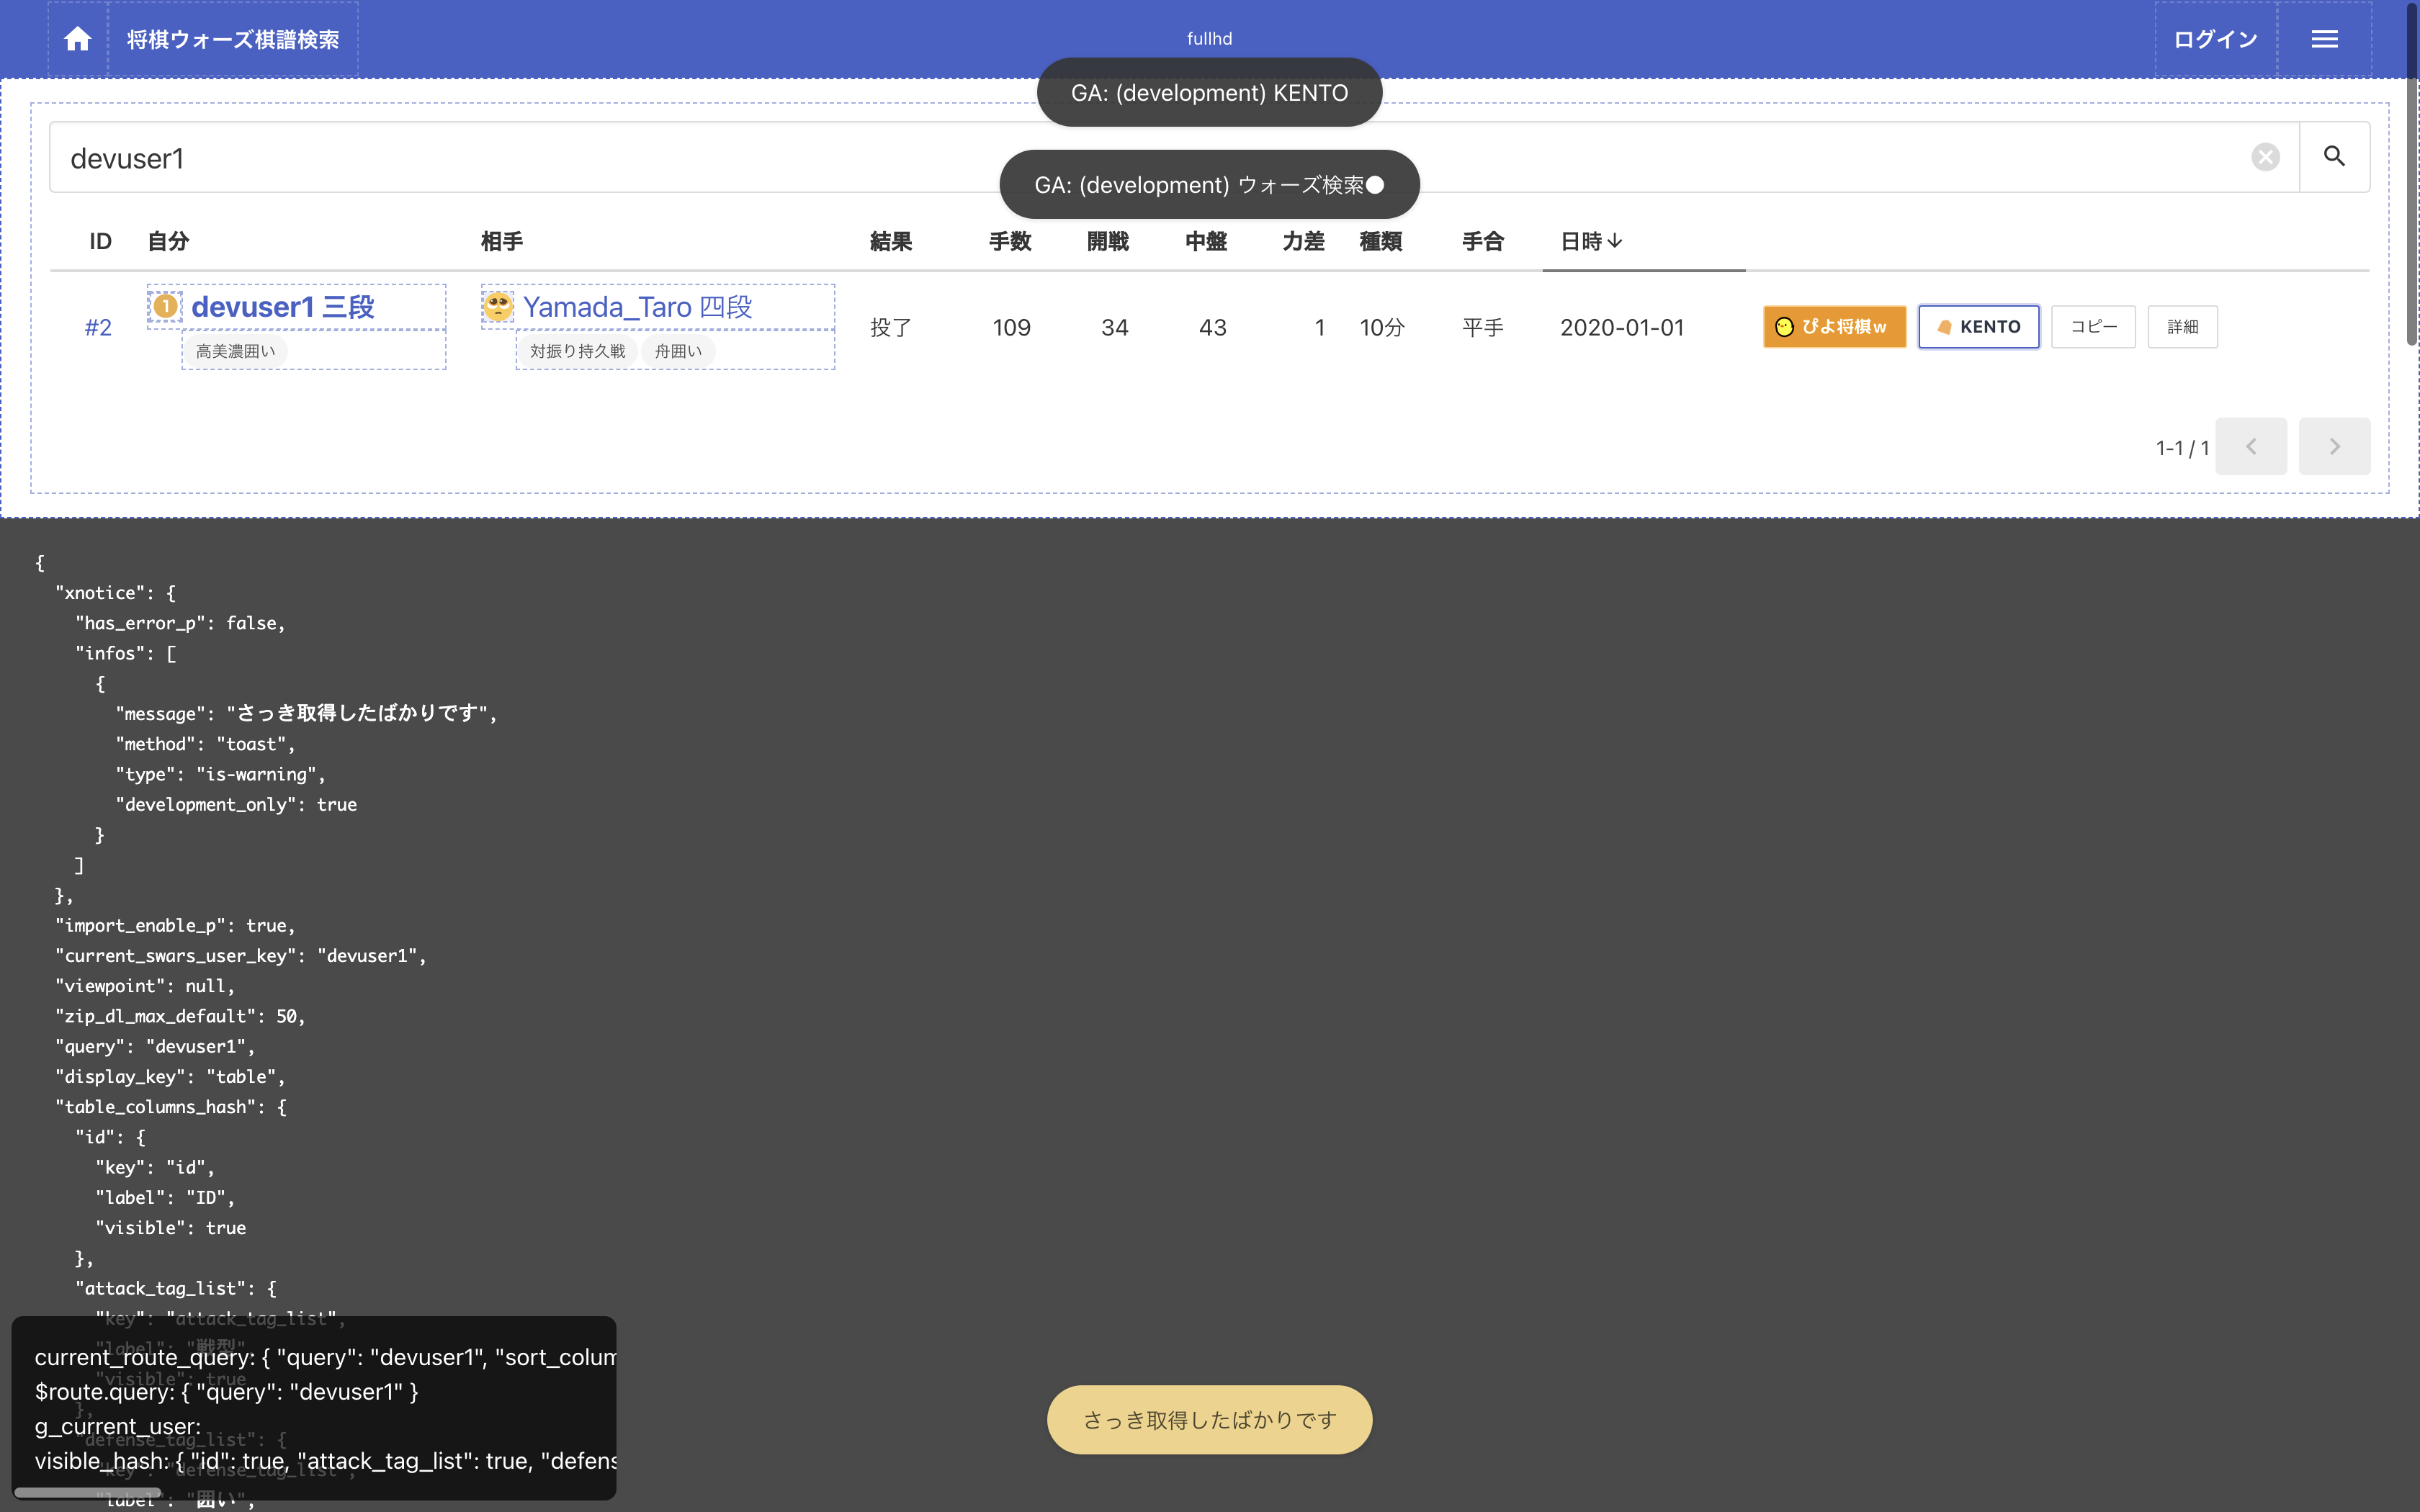 将棋ウォーズ棋譜検索
fullhd
ログイン
GA: (development) KENTO
devuser1
GA: (development) ウォーズ検索●
ID 自分 相手 結果 手数 開戦 中盤 力差 種類 手合 日時↓
#2 1 devuser1 三段 Yamada_Taro 四段 投了 109 34 43 1 10分 平手 2020-01-01 ぴよ将棋w KENTO コピー 詳細
高美濃囲い 対振り持久戦 舟囲い
1-1 / 1
{
"xnotice": {
"has_error_p": false,
"infos": [
{
"message": "さっき取得したばかりです",
"method": "toast",
"type": "is-warning",
"development_only": true
}
]
},
"import_enable_p": true,
"current_swars_user_key": "devuser1",
"viewpoint": null,
"zip_dl_max_default": 50,
"query": "devuser1",
"display_key": "table",
"table_columns_hash": {
"id": {
"key": "id",
"label": "ID",
"visible": true
},
"attack_tag_list": {
"key": "attack_tag_list",
"label": "戦型",
"visible": true
},
"defense_tag_list": {
"key": "defense_tag_list",
"label": "囲い",
current_route_query: { "query": "devuser1", "sort_colum
$route.query: { "query": "devuser1" }
g_current_user:
visible_hash: { "id": true, "attack_tag_list": true, "defens
さっき取得したばかりです